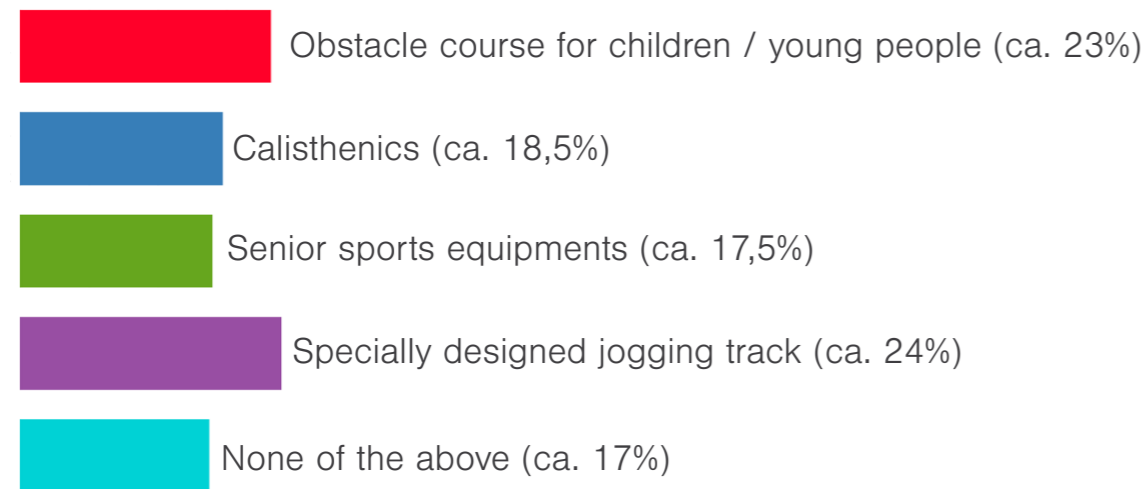 Obstacle course for children / young people (ca. 23%)
Calisthenics (ca. 18,5%)
Senior sports equipments (ca. 17,5%)
Specially designed jogging track (ca. 24%)
None of the above (ca. 17%)